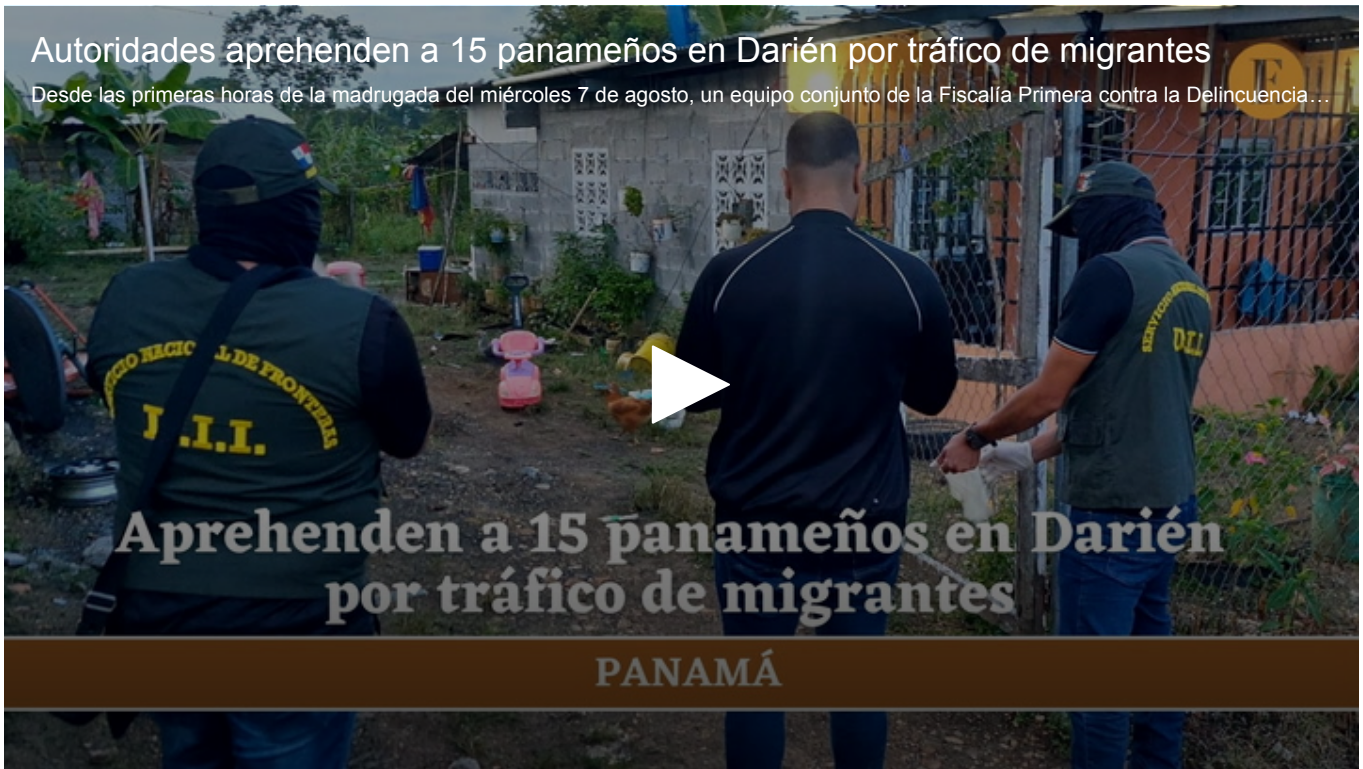 Autoridades aprehenden a 15 panameños en Darién por tráfico de migrantes
Desde las primeras horas de la madrugada del miércoles 7 de agosto, un equipo conjunto de la Fiscalía Primera contra la Delincuencia...
E
DE FRONTERAS
D.I.I.
Aprehenden a 15 panameños en Darién
por tráfico de migrantes
PANAMÁ